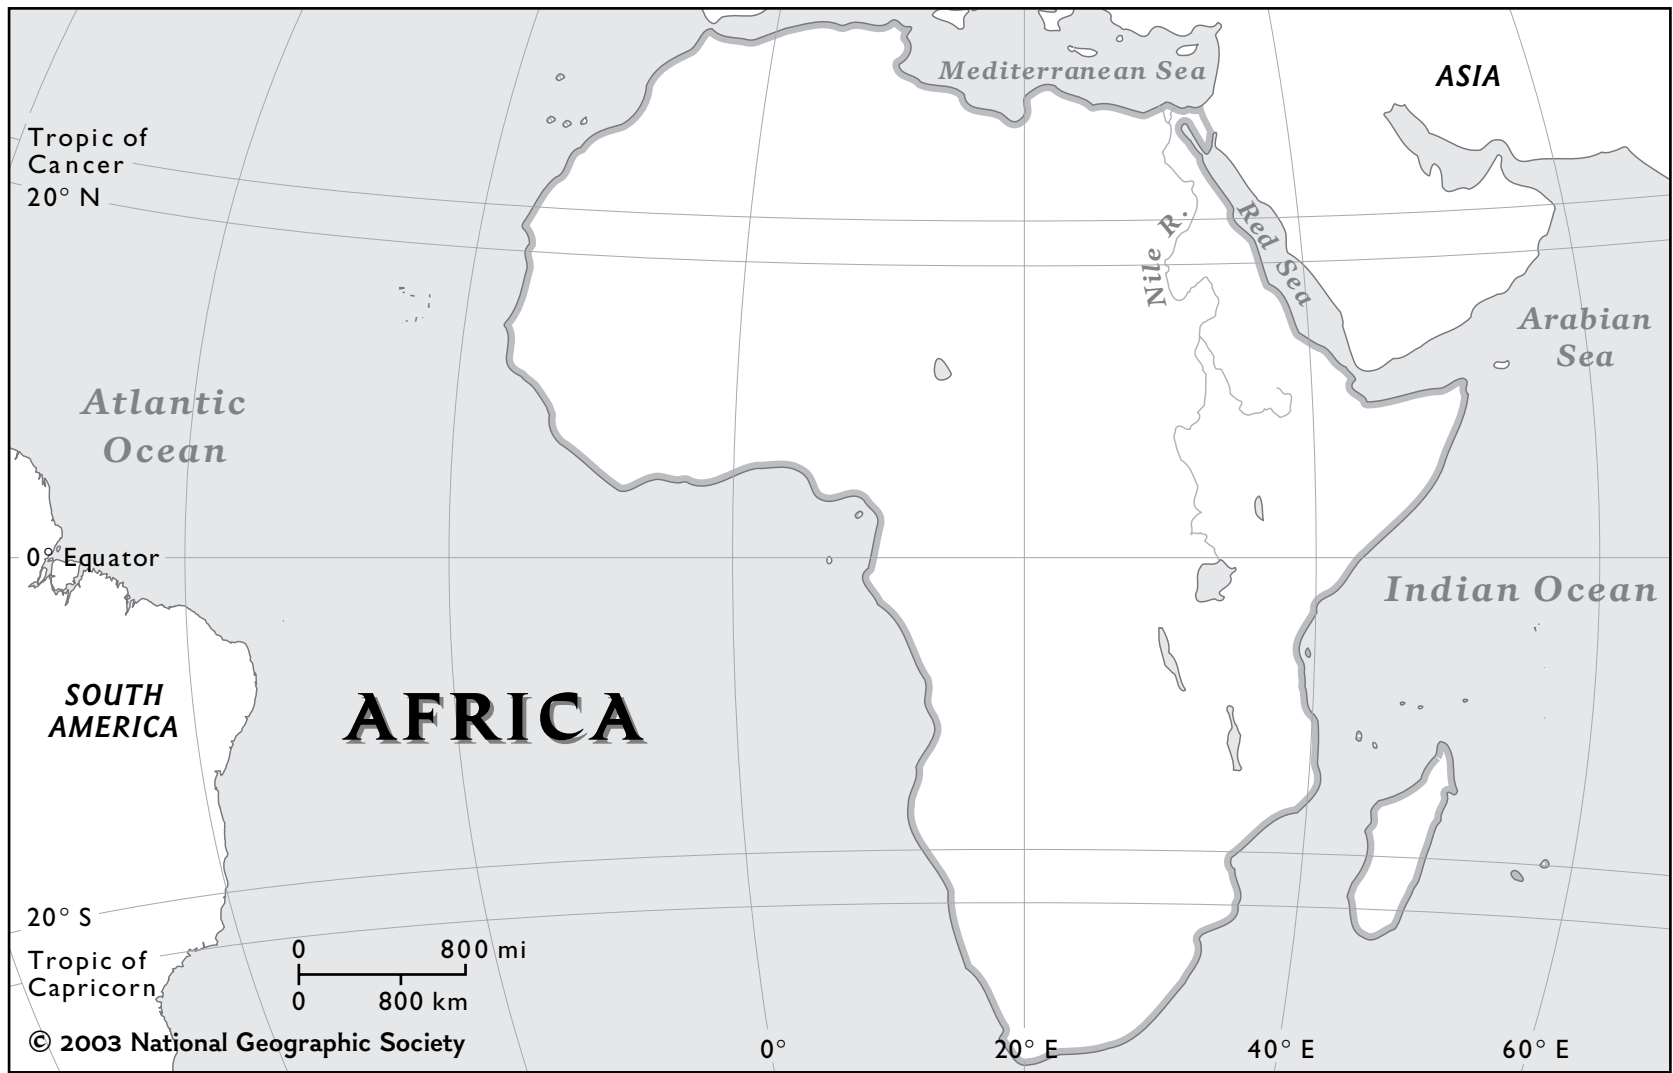 Mediterranean Sea
ASIA
Tropic of
Cancer
20° N
Nile R.
Red Sea
Arabian
Sea
Atlantic
Ocean
0° Equator
Indian Ocean
SOUTH
AMERICA
AFRICA
20° S
Tropic of
Capricorn
0 800 mi
0 800 km
© 2003 National Geographic Society
0° 20° E 40° E 60° E